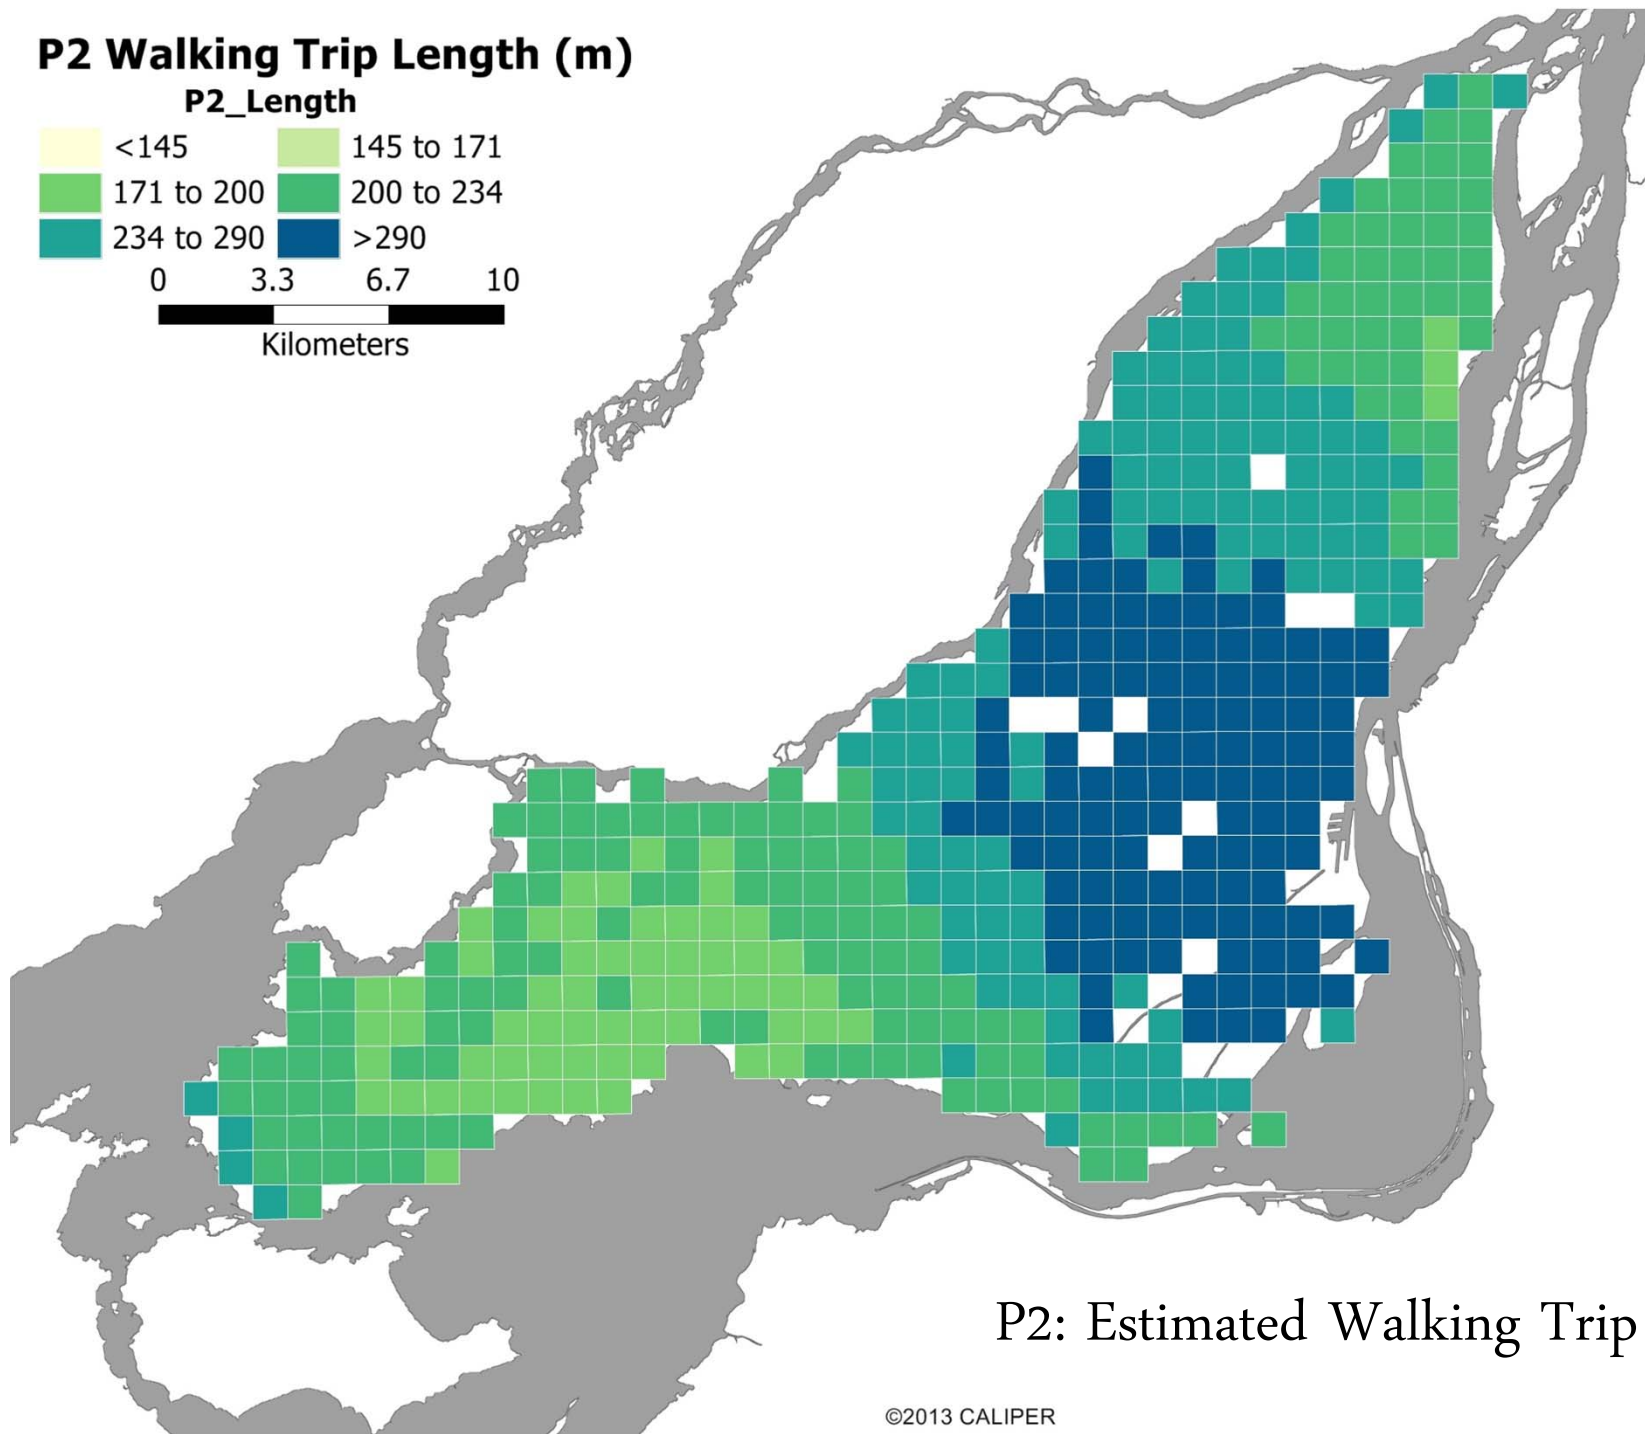 P2 Walking Trip Length (m)
P2_Length
<145 145 to 171
171 to 200 200 to 234
234 to 290 >290
0 3.3 6.7 10
Kilometers
P2: Estimated Walking Trip
©2013 CALIPER